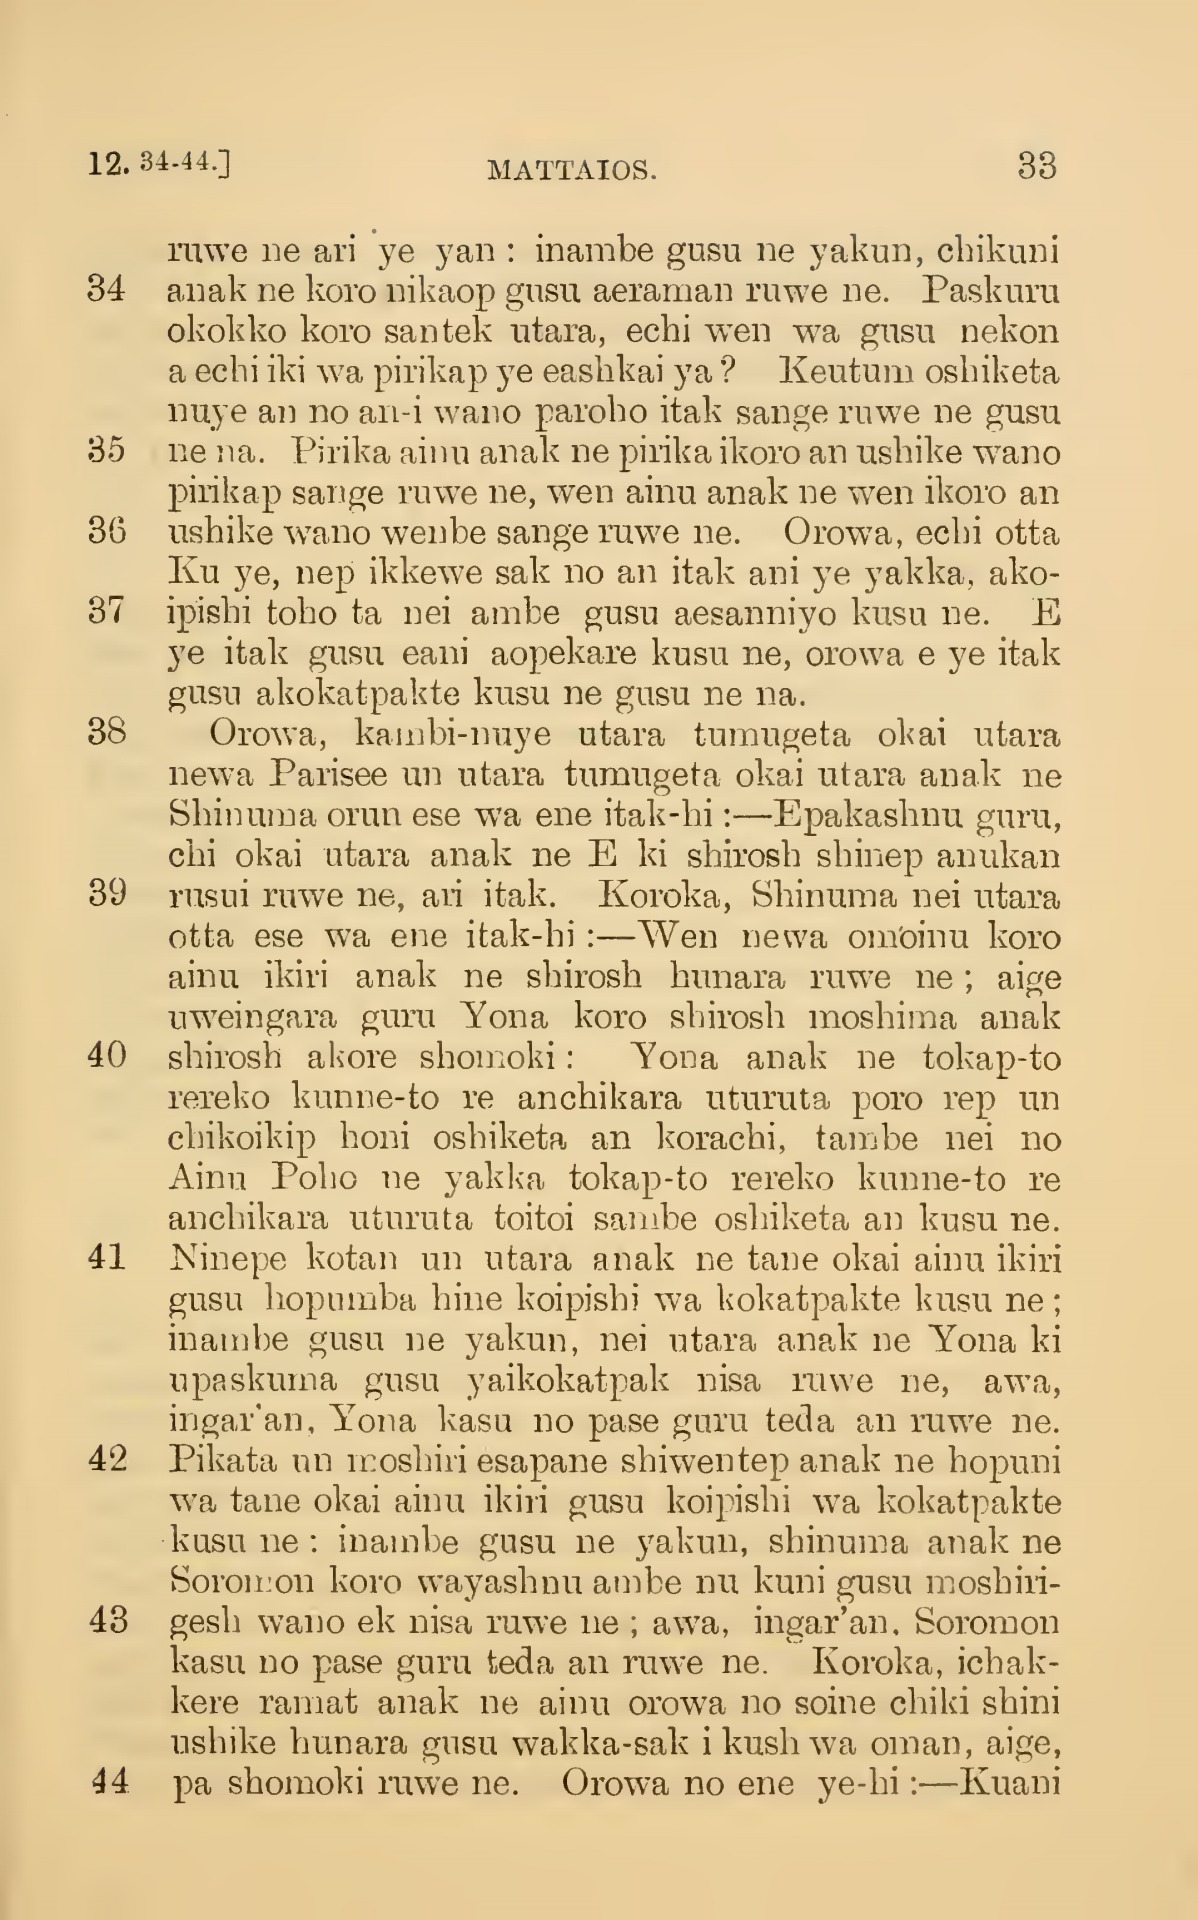 12. 34-44.] MATTAIOS. 33
ruwe ne ari ye yan : inambe gusu ne yakun, chikuni
34 anak ne koro nikaop gusu aeraman ruwe ne. Paskuru
okokko koro santek utara, echi wen wa gusu nekon
a echi iki wa pirikap ye eashkai ya? Keutum oshiketa
nuye an no an-i wano paroho itak sange ruwe ne gusu
35 ne na. Pirika ainu anak ne pirika ikoro an ushike wano
pirikap sange ruwe ne, wen ainu anak ne wen ikoro an
36 ushike wano wenbe sange ruwe ne. Orowa, echi otta
Ku ye, nep ikkewe sak no an itak ani ye yakka, ako-
37 ipishi toho ta nei ambe gusu aesanniyo kusu ne. E
ye itak gusu eani aopekare kusu ne, orowa e ye itak
gusu akokatpakte kusu ne gusu ne na.
38 Orowa, kambi-nuye utara tumugeta okai utara
newa Parisee un utara tumugeta okai utara anak ne
Shinuma orun ese wa ene itak-hi :—Epakashnu guru,
chi okai utara anak ne E ki shirosh shinep anukan
39 rusui ruwe ne, ari itak. Koroka, Shinuma nei utara
otta ese wa ene itak-hi :—Wen newa omoinu koro
ainu ikiri anak ne shirosh hunara ruwe ne ; aige
uweingara guru Yona koro shirosh moshima anak
40 shirosh akore shomoki : Yona anak ne tokap-to
rereko kunne-to re anchikara uturuta poro rep un
chikoikip honi oshiketa an korachi, tambe nei no
Ainu Poho ne yakka tokap-to rereko kunne-to re
anchikara uturuta toitoi sambe oshiketa an kusu ne.
41 Ninepe kotan un utara anak ne tane okai ainu ikiri
gusu hopumba hine koipishi wa kokatpakte kusu ne ;
inambe gusu ne yakun, nei utara anak ne Yona ki
upaskuma gusu yaikokatpak nisa ruwe ne, awa,
ingar'an, Yona kasu no pase guru teda an ruwe ne.
42 Pikata un moshiri esapane shiwentep anak ne hopuni
wa tane okai ainu ikiri gusu koipishi wa kokatpakte
kusu ne : inambe gusu ne yakun, shinuma anak ne
Soromon koro wayashnu ambe nu kuni gusu moshiri-
43 gesh wano ek nisa ruwe ne ; awa, ingar'an, Soromon
kasu no pase guru teda an ruwe ne. Koroka, ichak-
kere ramat anak ne ainu orowa no soine chiki shini
ushike hunara gusu wakka-sak i kush wa oman, aige,
44 pa shomoki ruwe ne. Orowa no ene ye-hi :—Kuani